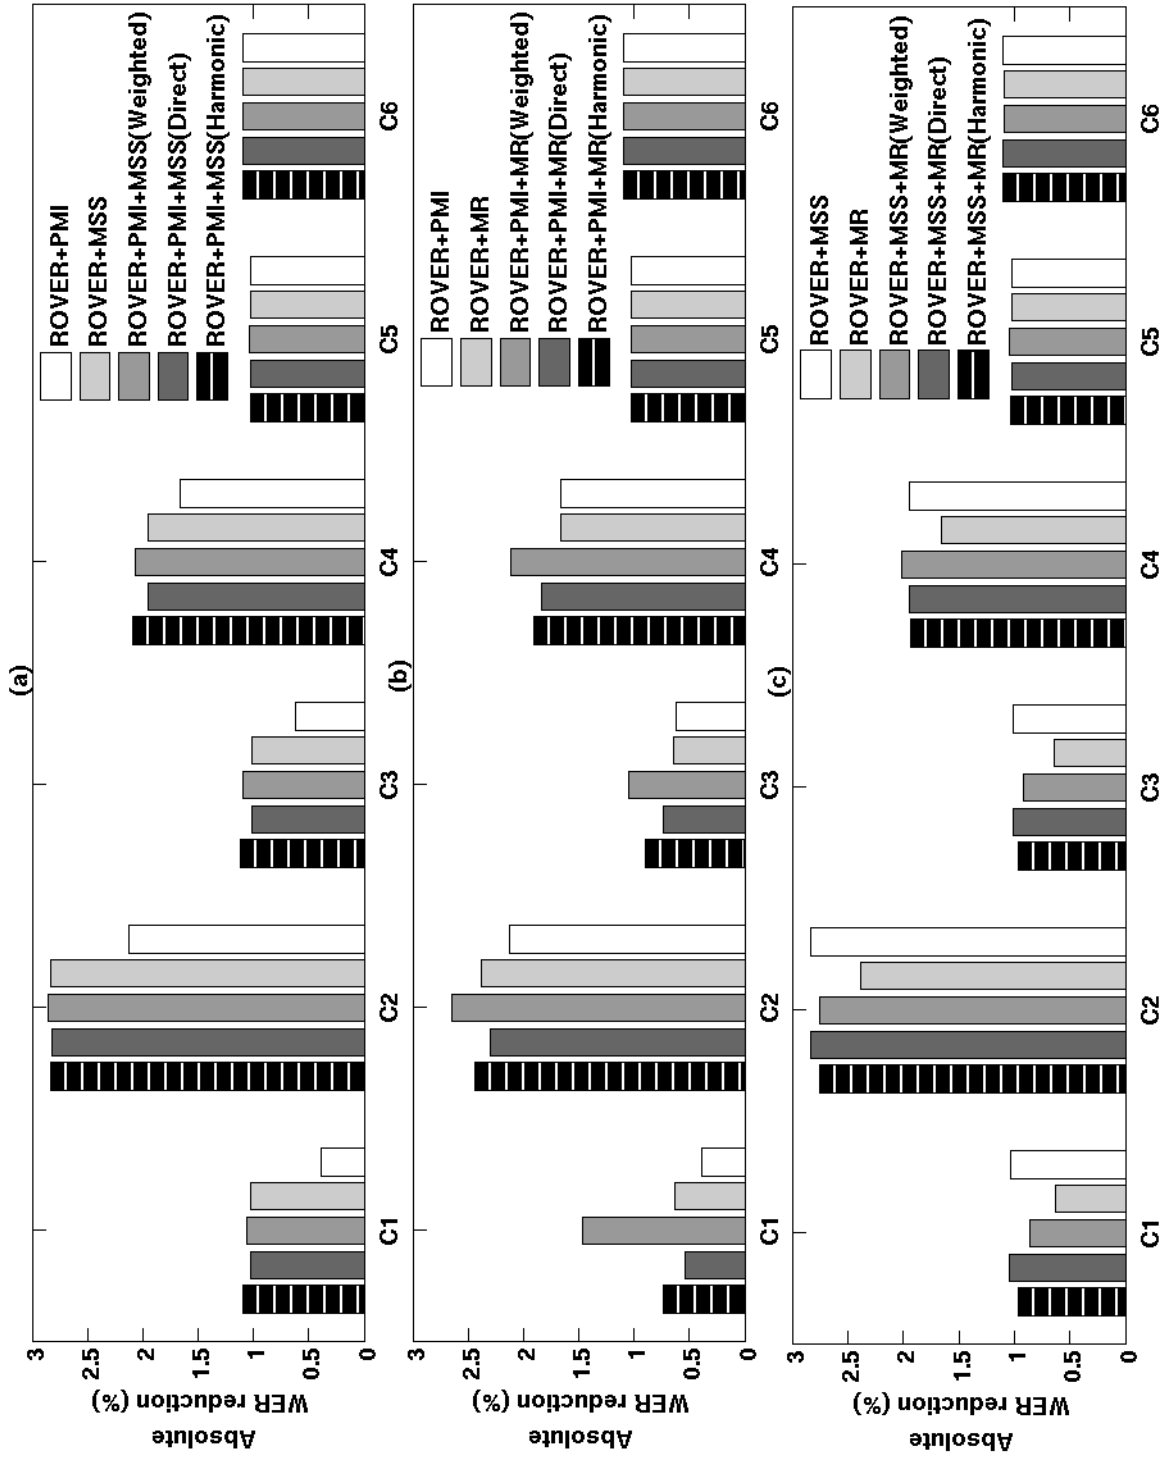 (a)
Absolute
WER reduction (%)
3
2.5
2
1.5
1
0.5
0
C1
C2
C3
C4
C5
C6
ROVER+PMI
ROVER+MSS
ROVER+PMI+MSS(Weighted)
ROVER+PMI+MSS(Direct)
ROVER+PMI+MSS(Harmonic)
(b)
Absolute
WER reduction (%)
3
2.5
2
1.5
1
0.5
0
C1
C2
C3
C4
C5
C6
ROVER+PMI
ROVER+MR
ROVER+PMI+MR(Weighted)
ROVER+PMI+MR(Direct)
ROVER+PMI+MR(Harmonic)
(c)
Absolute
WER reduction (%)
3
2.5
2
1.5
1
0.5
0
C1
C2
C3
C4
C5
C6
ROVER+MSS
ROVER+MR
ROVER+MSS+MR(Weighted)
ROVER+MSS+MR(Direct)
ROVER+MSS+MR(Harmonic)